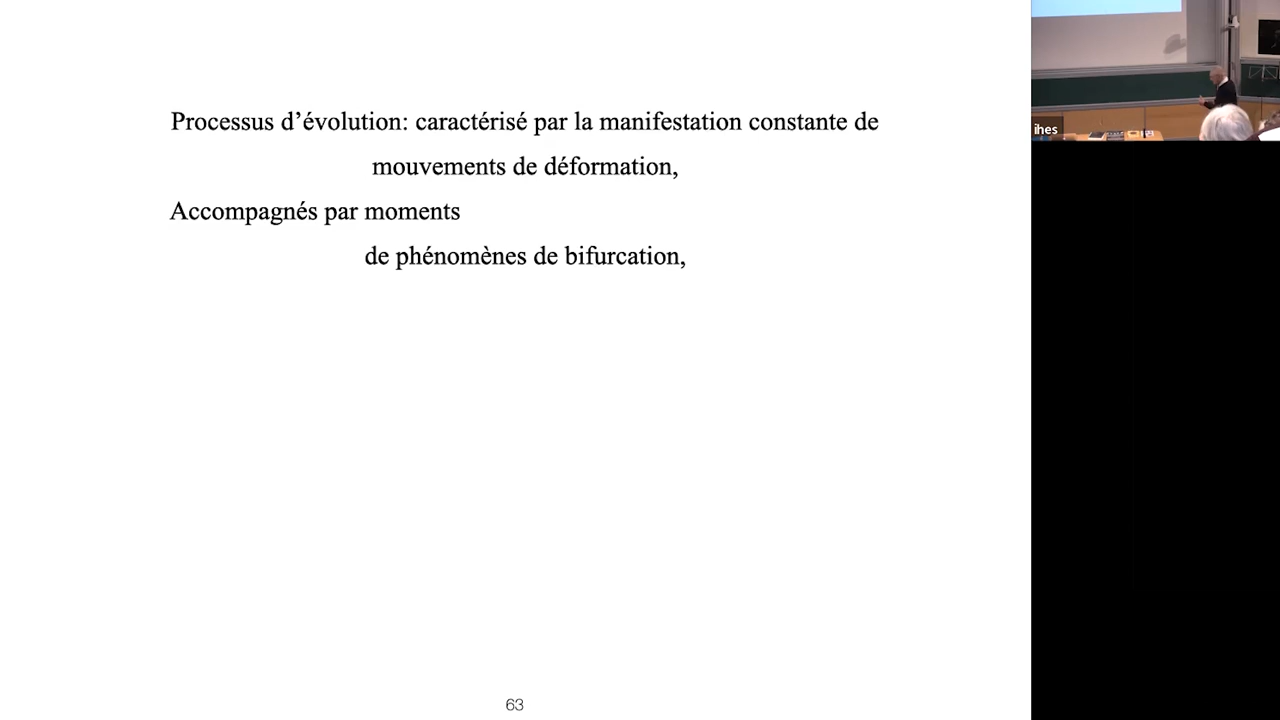 Processus d’évolution: caractérisé par la manifestation constante de
mouvements de déformation,
Accompagnés par moments
de phénomènes de bifurcation,
63
ihes